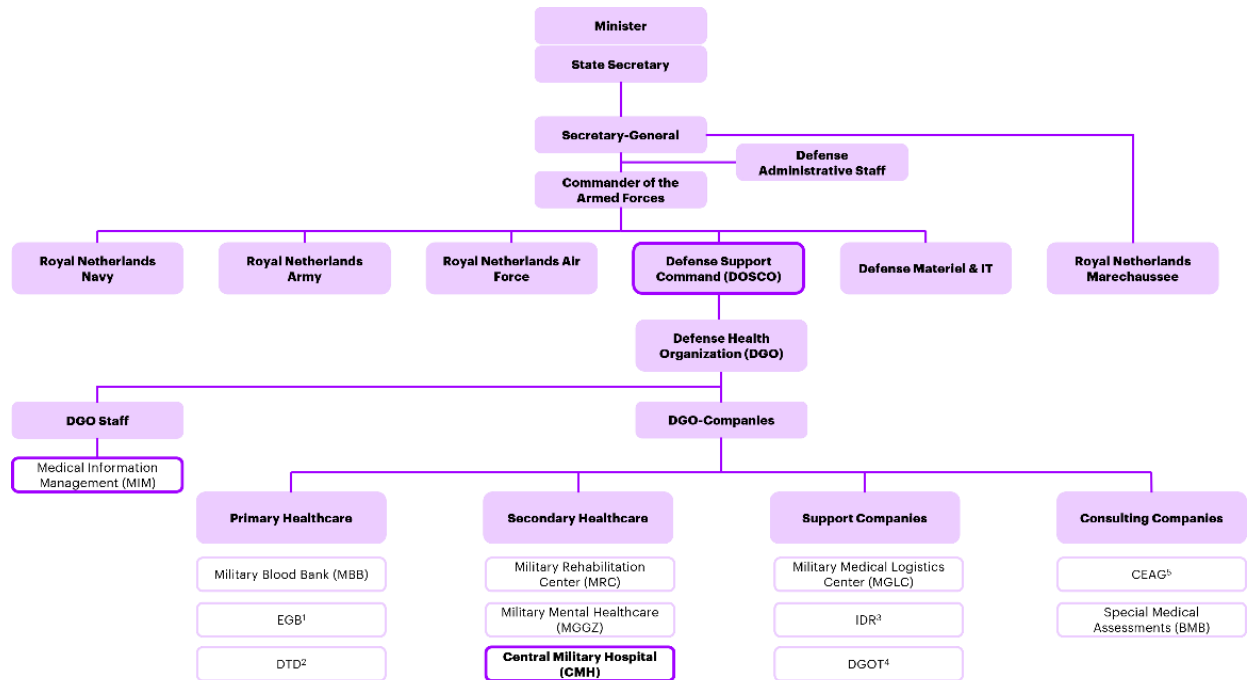 Minister
State Secretary
Secretary-General
Defense
Administrative Staff
Commander of the
Armed Forces
Royal Netherlands
Navy
Royal Netherlands
Army
Royal Netherlands Air
Force
Defense Support
Command (DOSCO)
Defense Materiel & IT
Royal Netherlands
Marechaussee
Defense Health
Organization (DGO)
DGO Staff
DGO-Companies
Medical Information
Management (MIM)
Primary Healthcare
Secondary Healthcare
Support Companies
Consulting Companies
Military Blood Bank (MBB)
Military Rehabilitation
Center (MRC)
Military Medical Logistics
Center (MGLC)
CEAG⁵
EGB¹
Military Mental Healthcare
(MGGZ)
IDR³
Special Medical
Assessments (BMB)
DTD²
Central Military Hospital
(CMH)
DGOT⁴